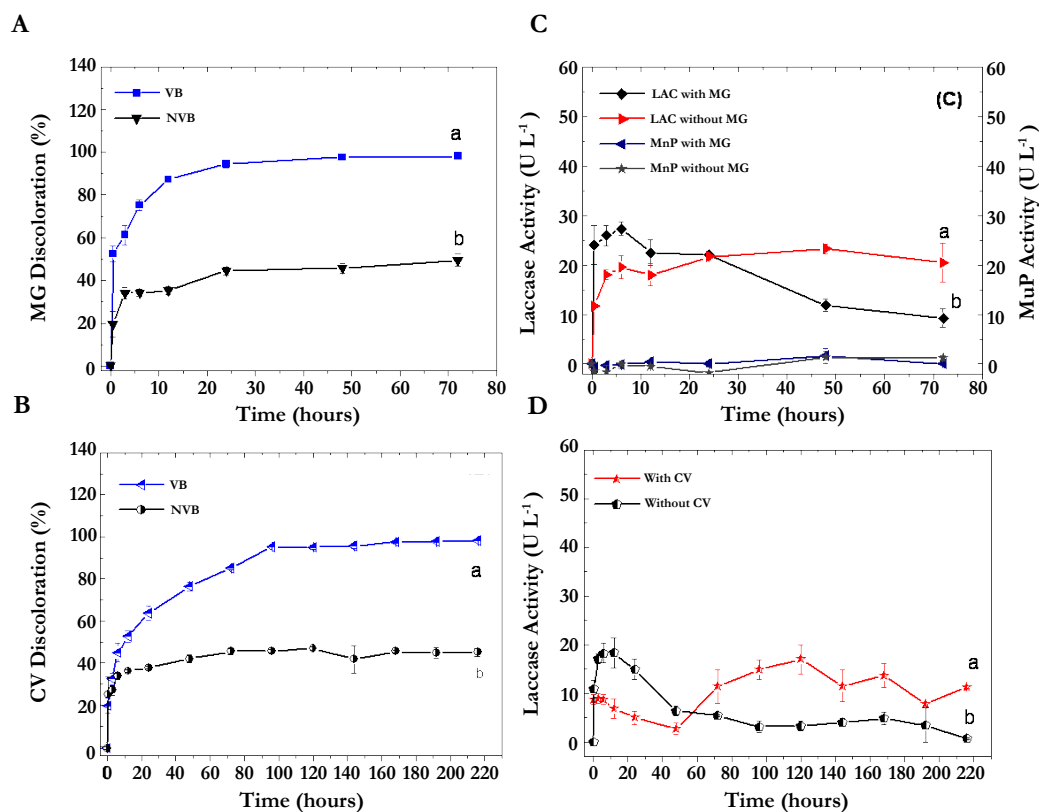 A
140
120
100
80
60
40
20
0
MG Discoloration (%)
VB
NVB
a
b
0 10 20 30 40 50 60 70 80
Time (hours)
C
60
50
40
30
20
10
0
Laccase Activity (U L-1 )
LAC with MG
LAC without MG
MnP with MG
MnP without MG
(C)
a
b
60
50
40
30
20
10
0
MuP Activity (U L-1 )
0 10 20 30 40 50 60 70 80
Time (hours)
B
140
120
100
80
60
40
20
0
CV Discoloration (%)
VB
NVB
a
b
0 20 40 60 80 100 120 140 160 180 200 220
Time (hours)
D
60
50
40
30
20
10
0
Laccase Activity (U L-1 )
With CV
Without CV
a
b
0 20 40 60 80 100 120 140 160 180 200 220
Time (hours)